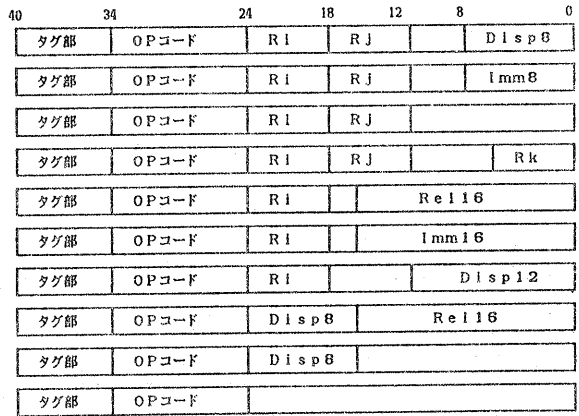 40 34 24 18 12 8 0
タグ部 OPコード Ri Rj Disp8
タグ部 OPコード Ri Rj Imm8
タグ部 OPコード Ri Rj
タグ部 OPコード Ri Rj Rk
タグ部 OPコード Ri Rel16
タグ部 OPコード Ri Imm16
タグ部 OPコード Ri Disp12
タグ部 OPコード Disp8 Rel16
タグ部 OPコード Disp8
タグ部 OPコード